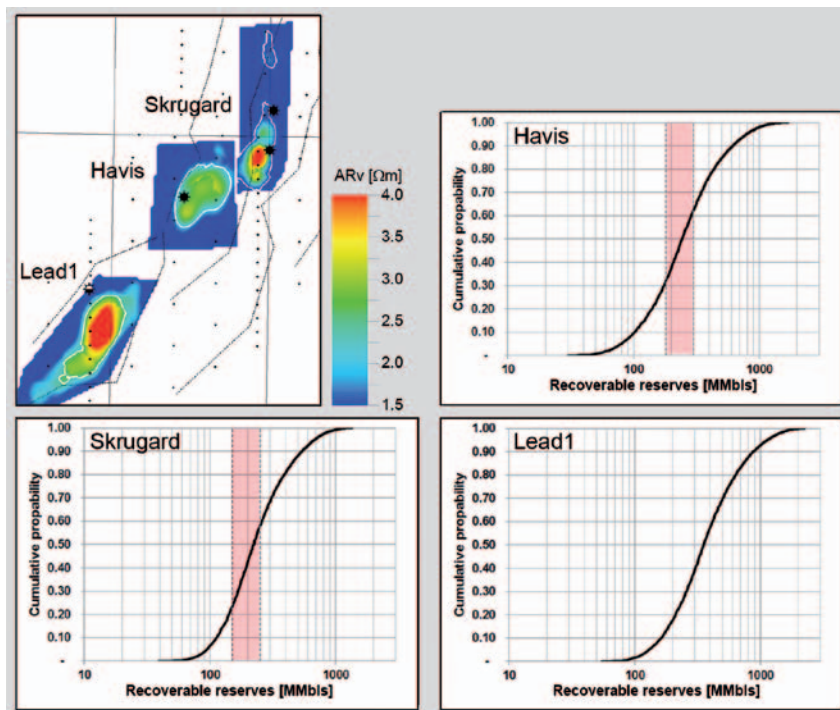 Skrugard
Havis
Lead1
ARv [Ωm]
4.0
3.5
3.0
2.5
2.0
1.5
Havis
Cumulative propability
1.00
0.90
0.80
0.70
0.60
0.50
0.40
0.30
0.20
0.10
-
10 100 1000
Recoverable reserves [MMbls]
Skrugard
Cumulative propability
1.00
0.90
0.80
0.70
0.60
0.50
0.40
0.30
0.20
0.10
-
10 100 1000
Recoverable reserves [MMbls]
Lead1
Cumulative propability
1.00
0.90
0.80
0.70
0.60
0.50
0.40
0.30
0.20
0.10
-
10 100 1000
Recoverable reserves [MMbls]